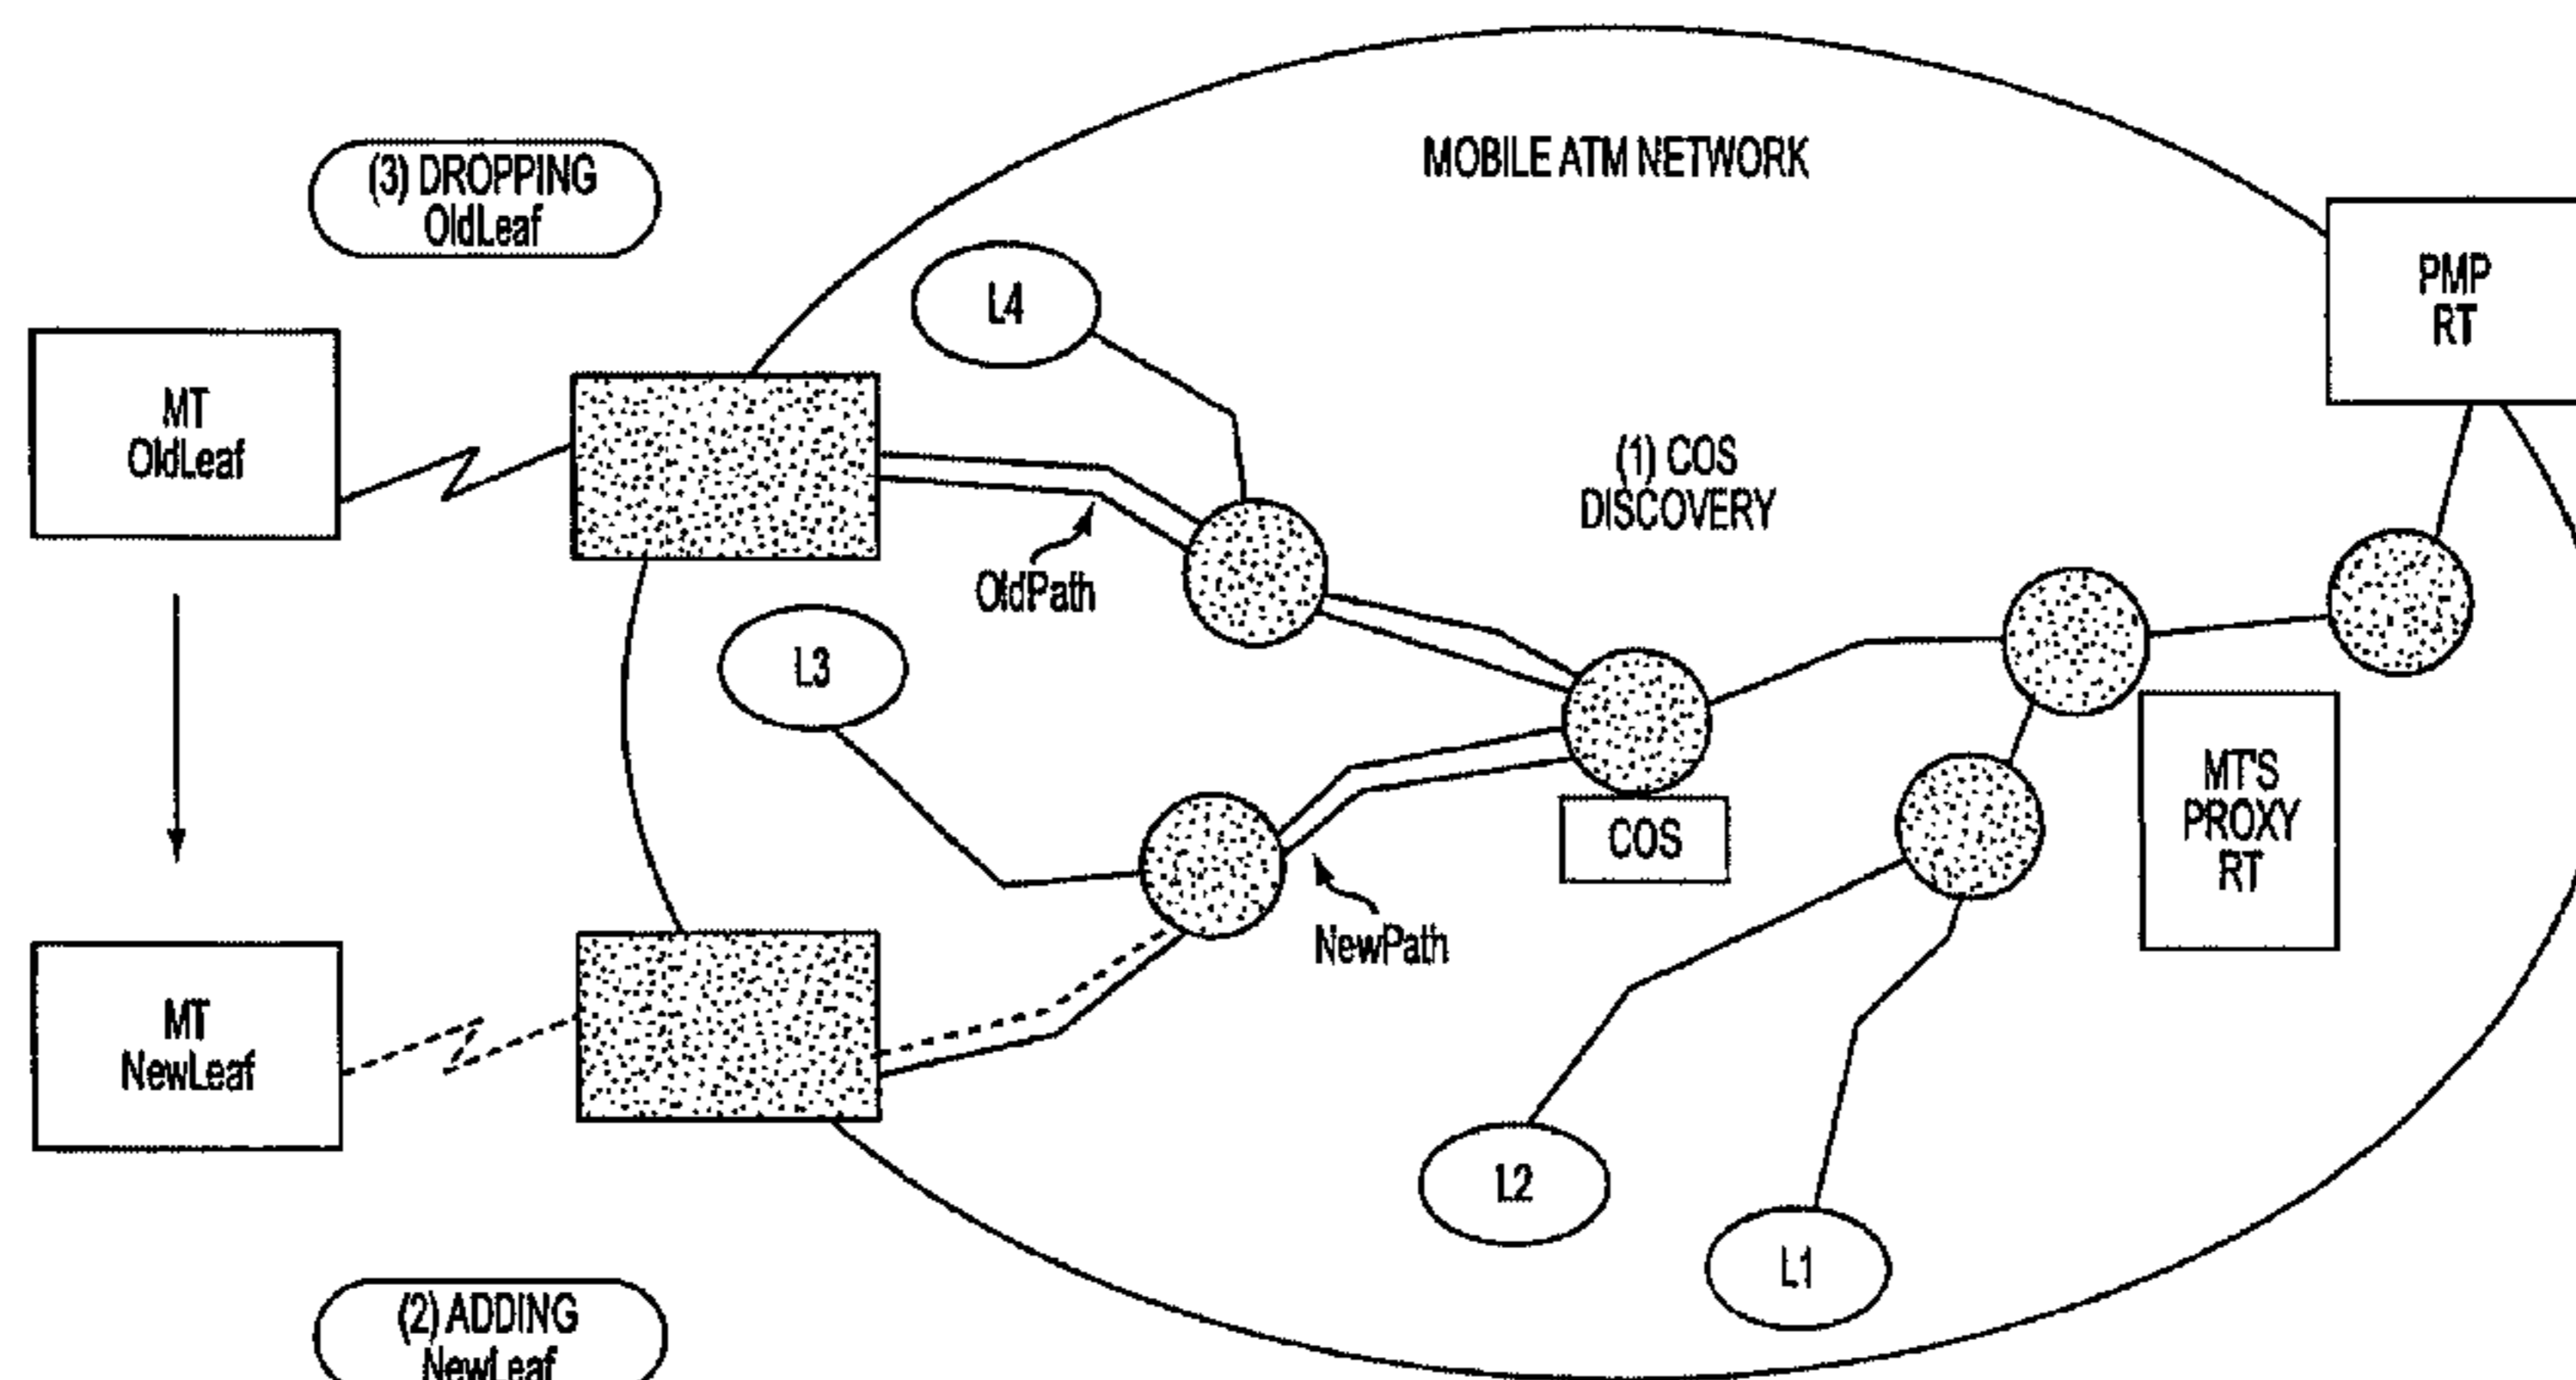 MOBILE ATM NETWORK
(3) DROPPING
OldLeaf
PMP
RT
L4
MT
OldLeaf
(1) COS
DISCOVERY
OldPath
L3
MT'S
PROXY
RT
COS
NewPath
MT
NewLeaf
L2
L1
(2) ADDING
NewLeaf